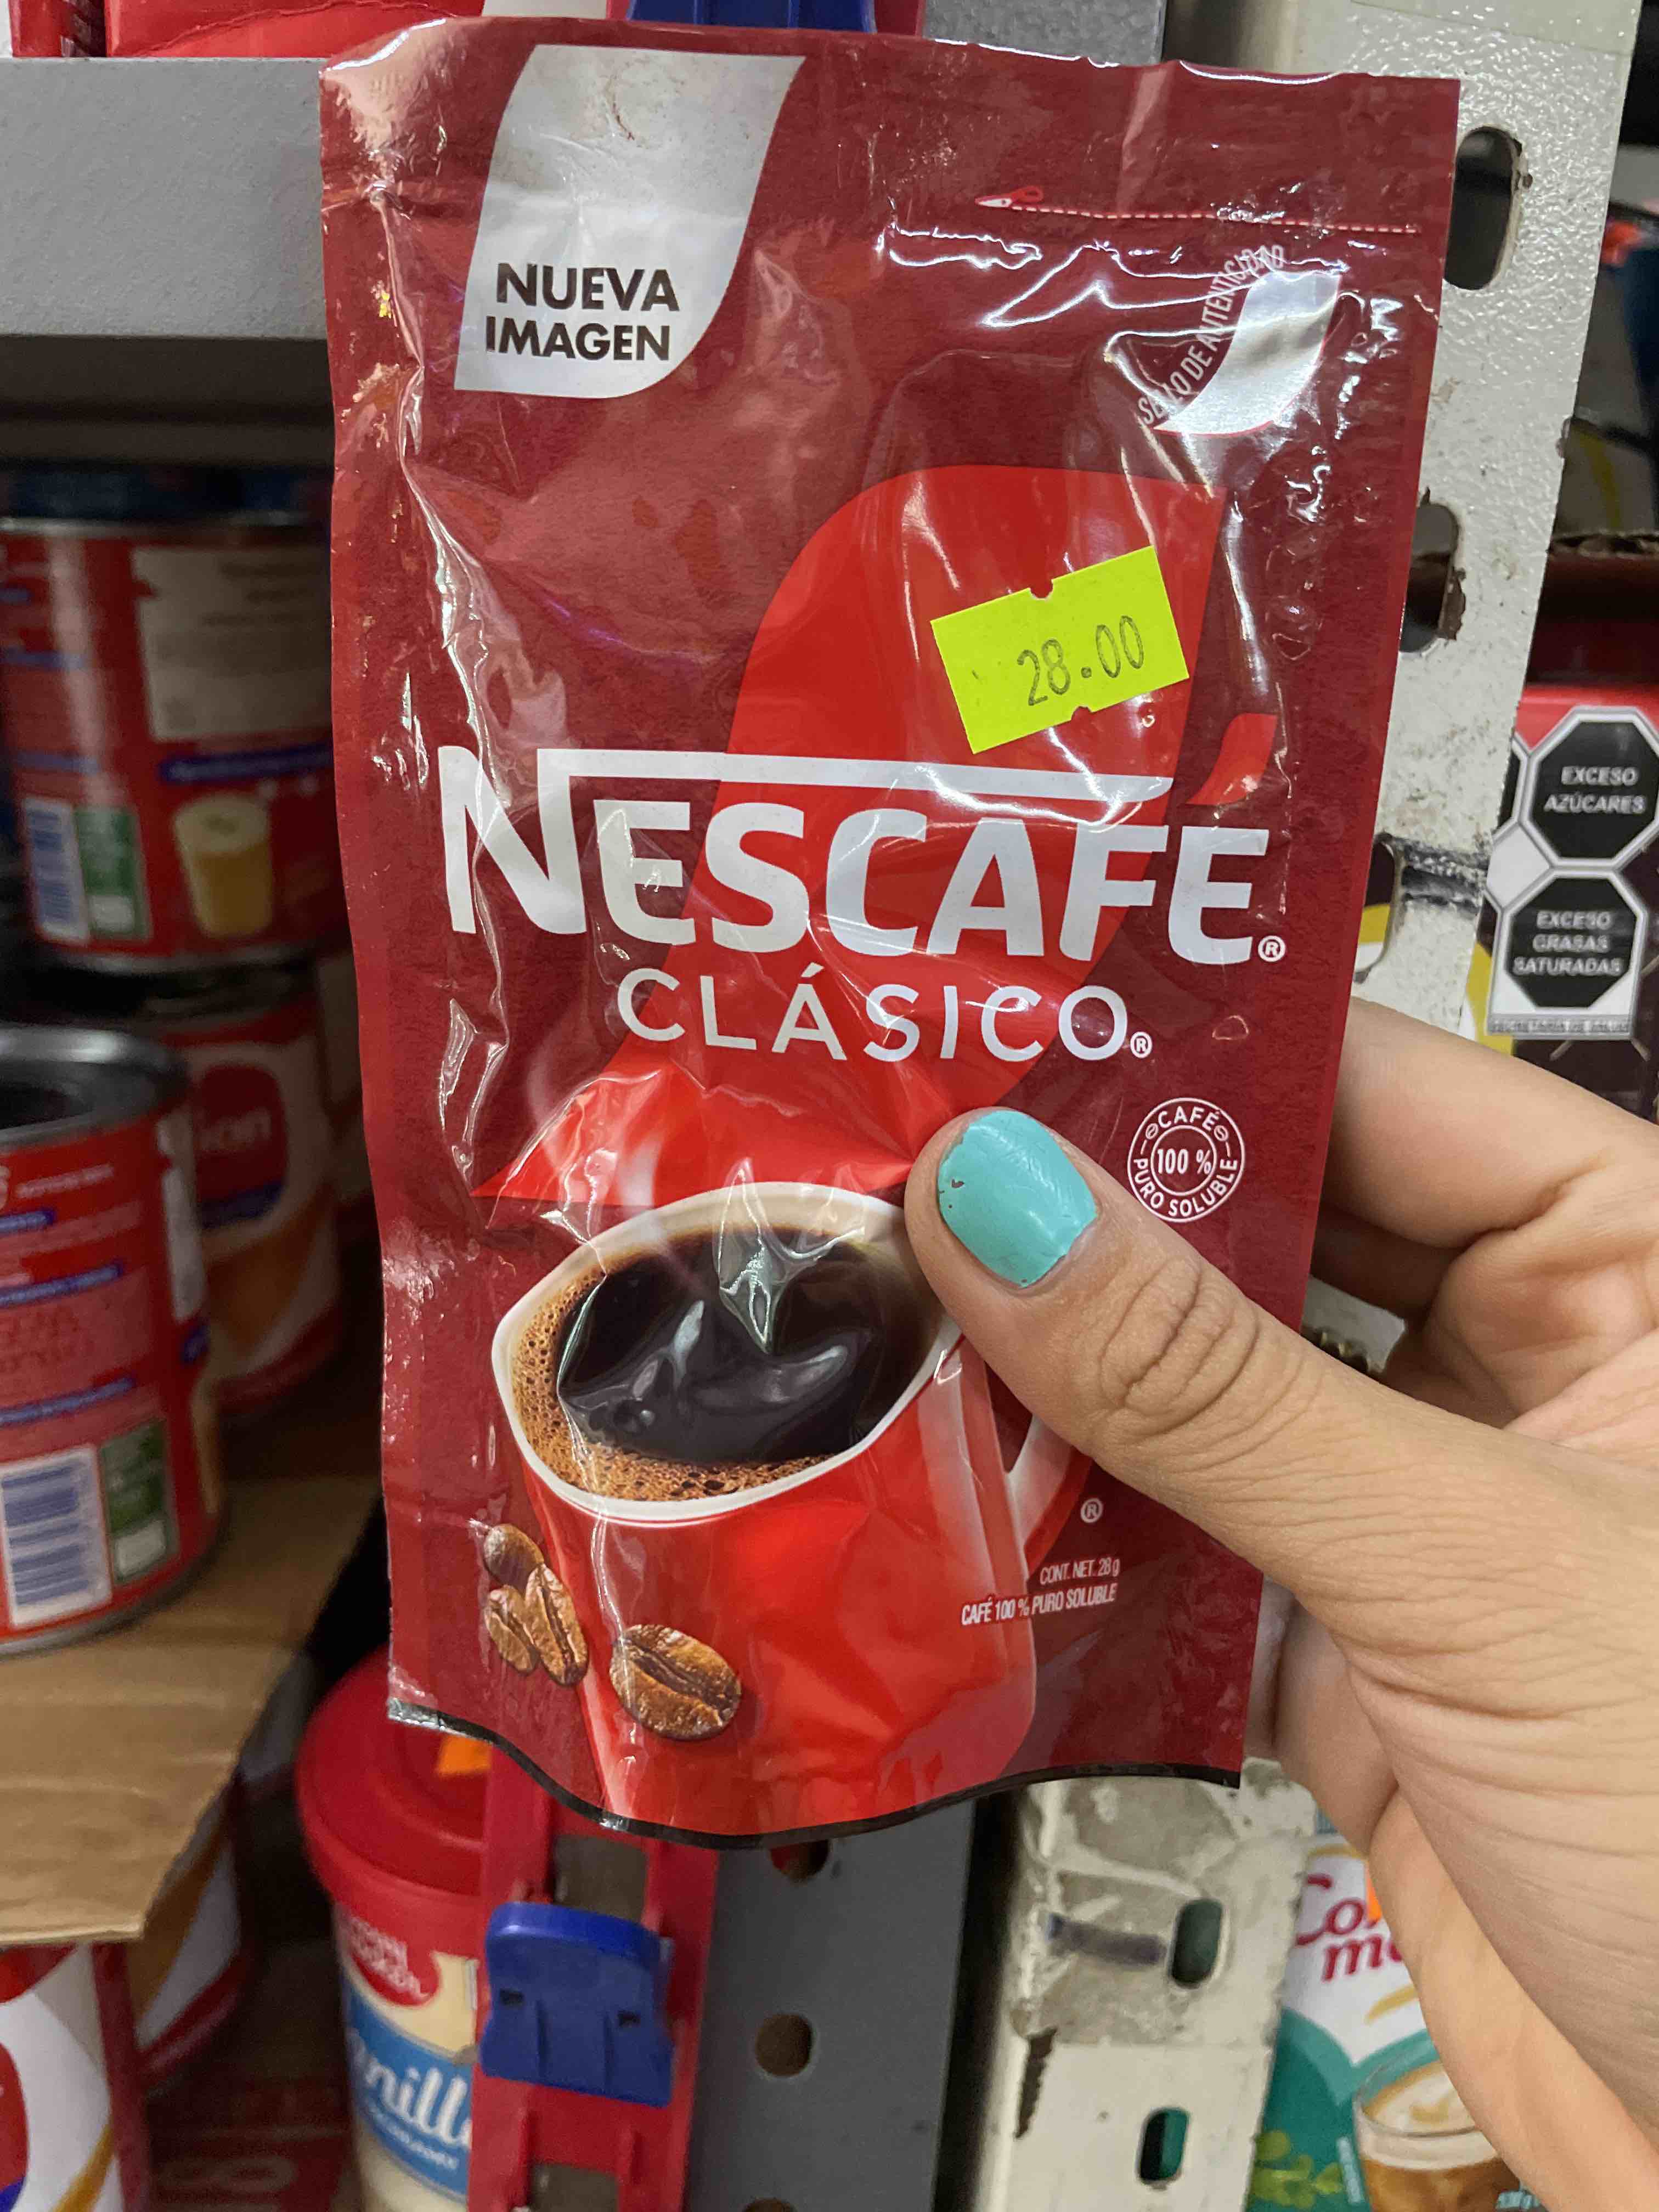 NUEVA
IMAGEN
SELLO DE AUTENTICIDAD
28.00
NESCAFÉ®
CLÁSICO®
CAFÉ
100 %
PURO SOLUBLE
®
CONT. NET. 28 g
CAFÉ 100 % PURO SOLUBLE
EXCESO
AZÚCARES
EXCESO
GRASAS
SATURADAS